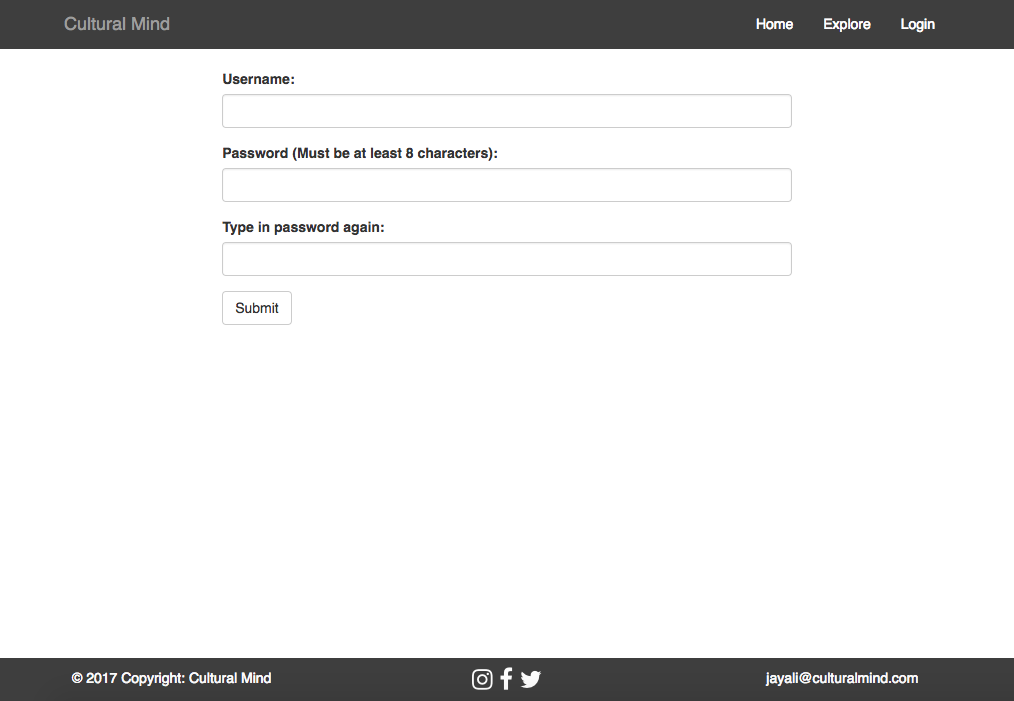 Cultural Mind Home Explore Login
Username:
Password (Must be at least 8 characters):
Type in password again:
Submit
© 2017 Copyright: Cultural Mind jayali@culturalmind.com